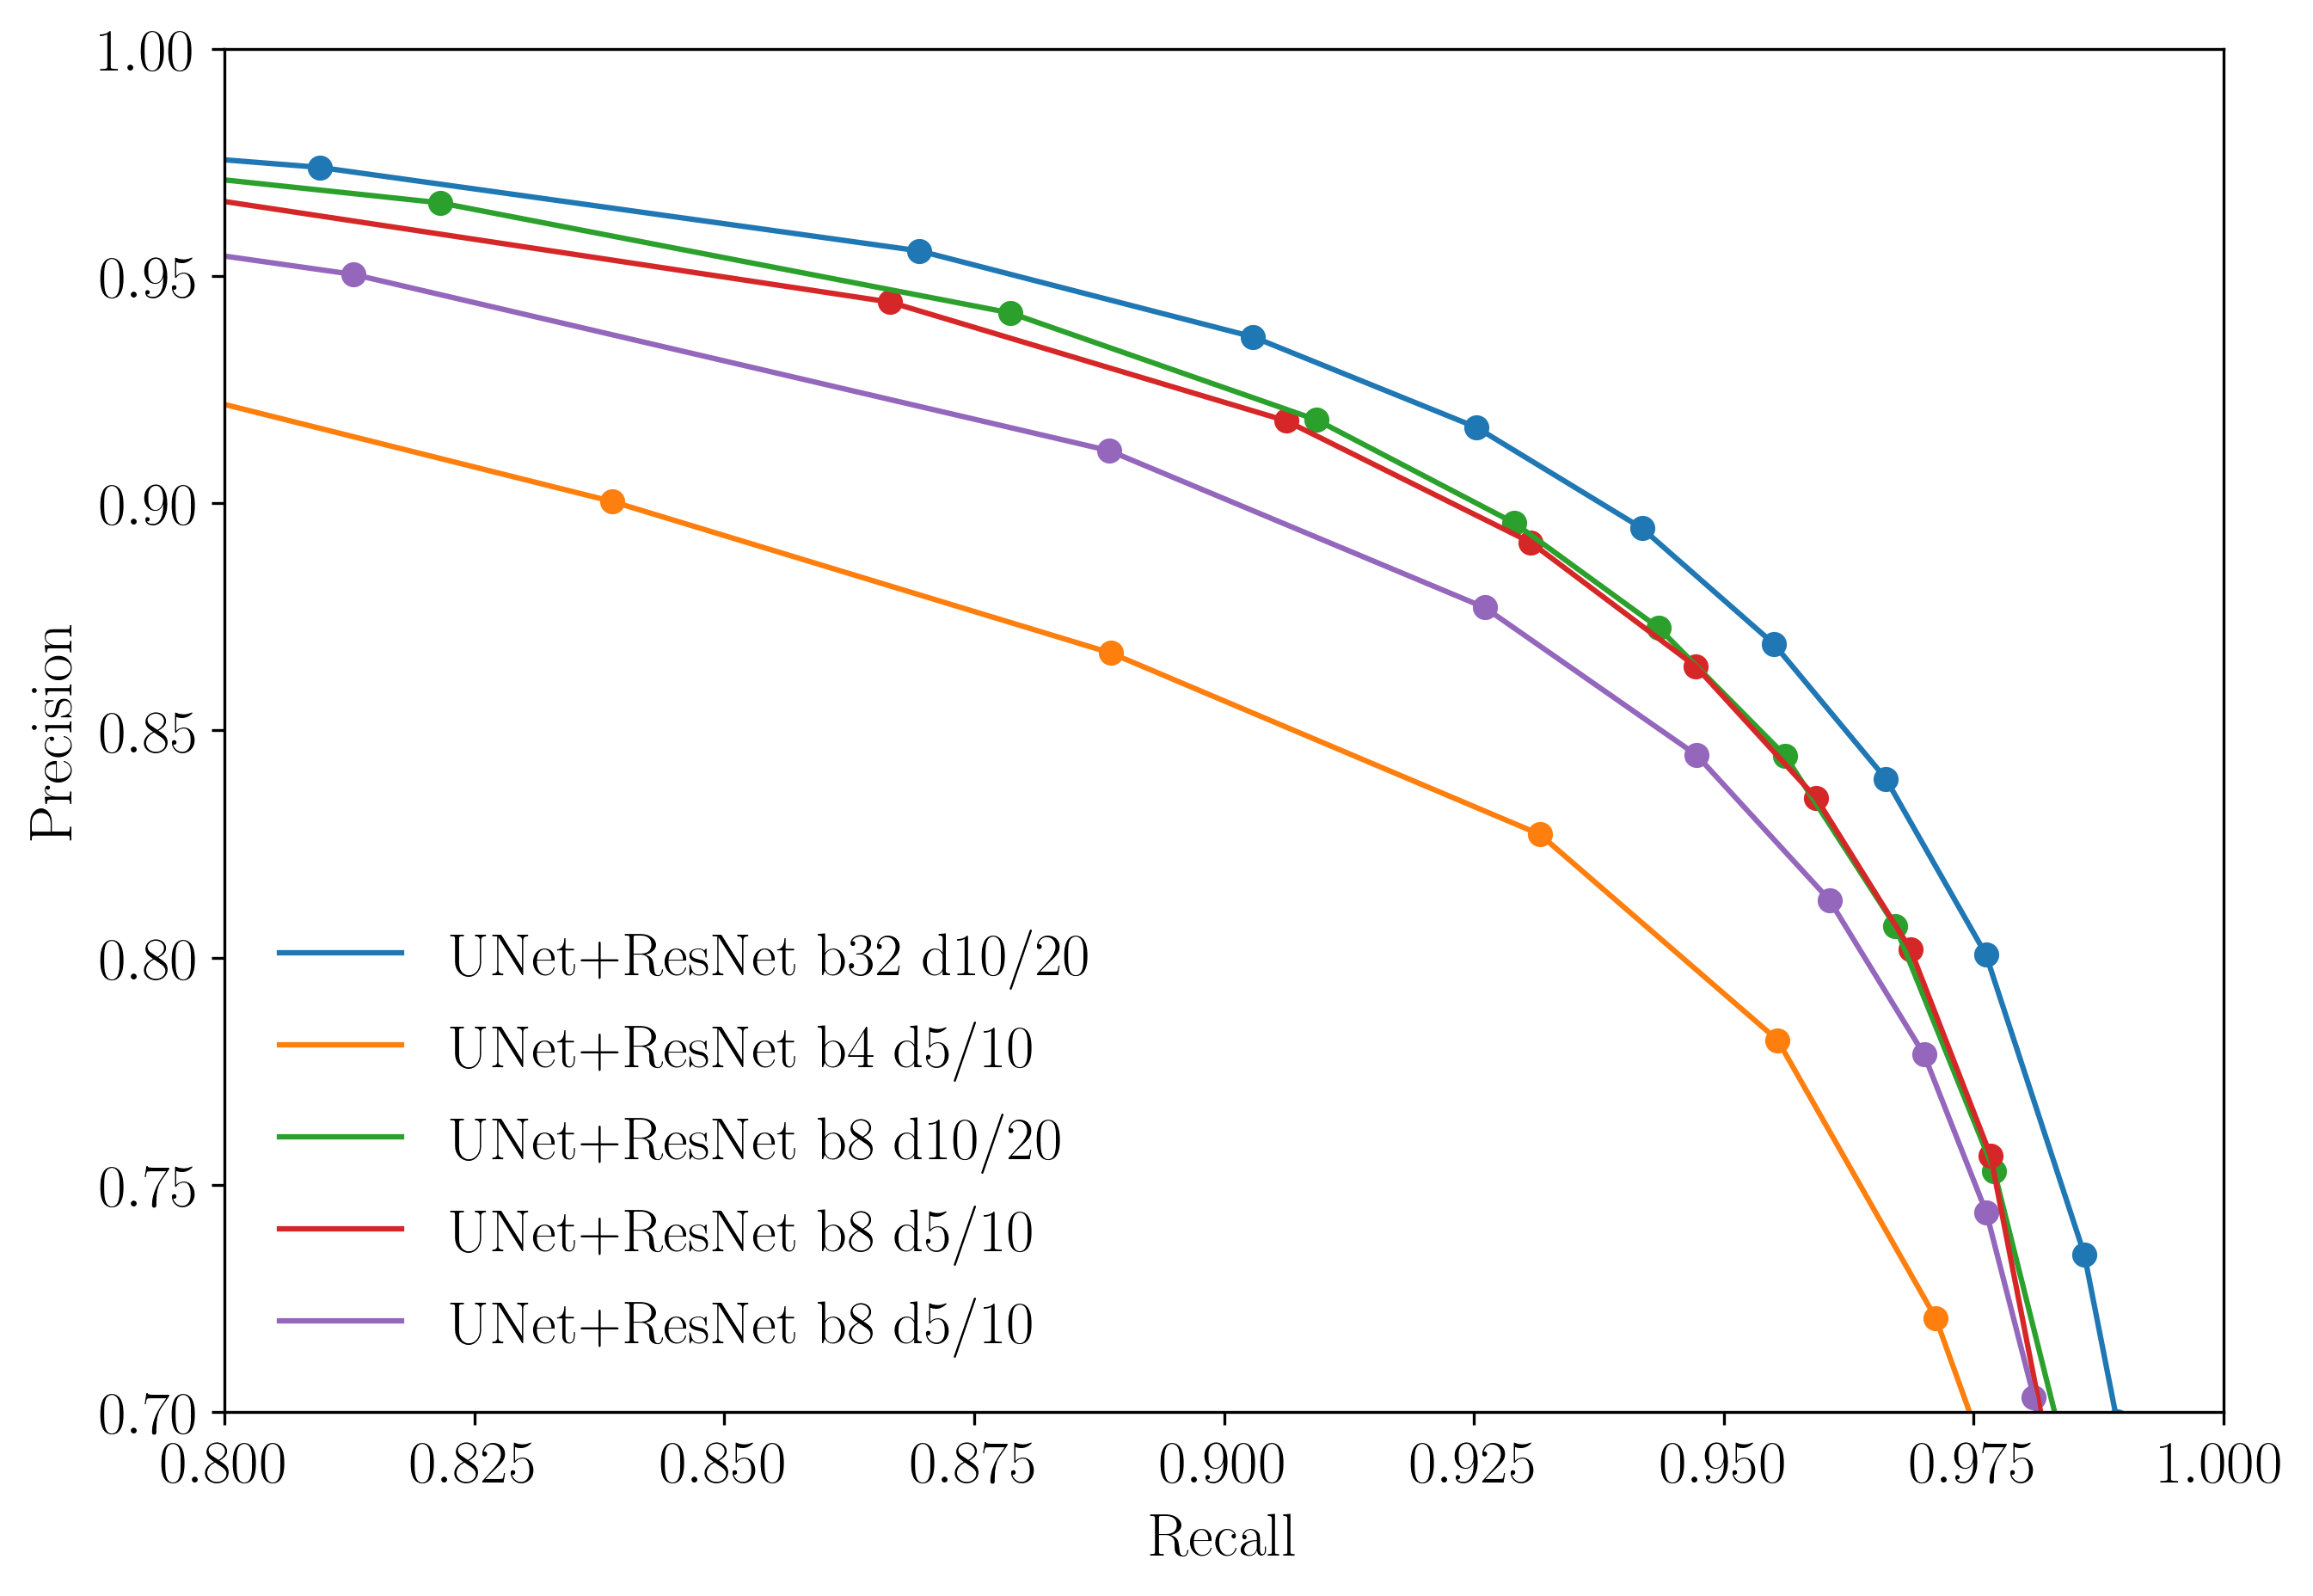 1.00
0.95
0.90
0.85
0.80
0.75
0.70
Precision
UNet+ResNet b32 d10/20
UNet+ResNet b4 d5/10
UNet+ResNet b8 d10/20
UNet+ResNet b8 d5/10
UNet+ResNet b8 d5/10
0.800 0.825 0.850 0.875 0.900 0.925 0.950 0.975 1.000
Recall